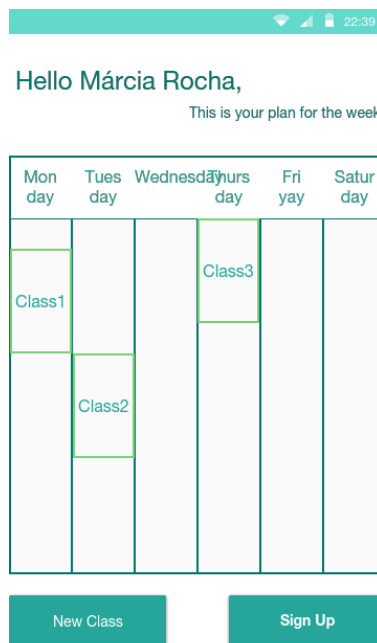 22:39
Hello Márcia Rocha,
This is your plan for the week
Mon Tues Wednesday Thurs Fri Satur
day day day yay day
Class3
Class1
Class2
New Class Sign Up